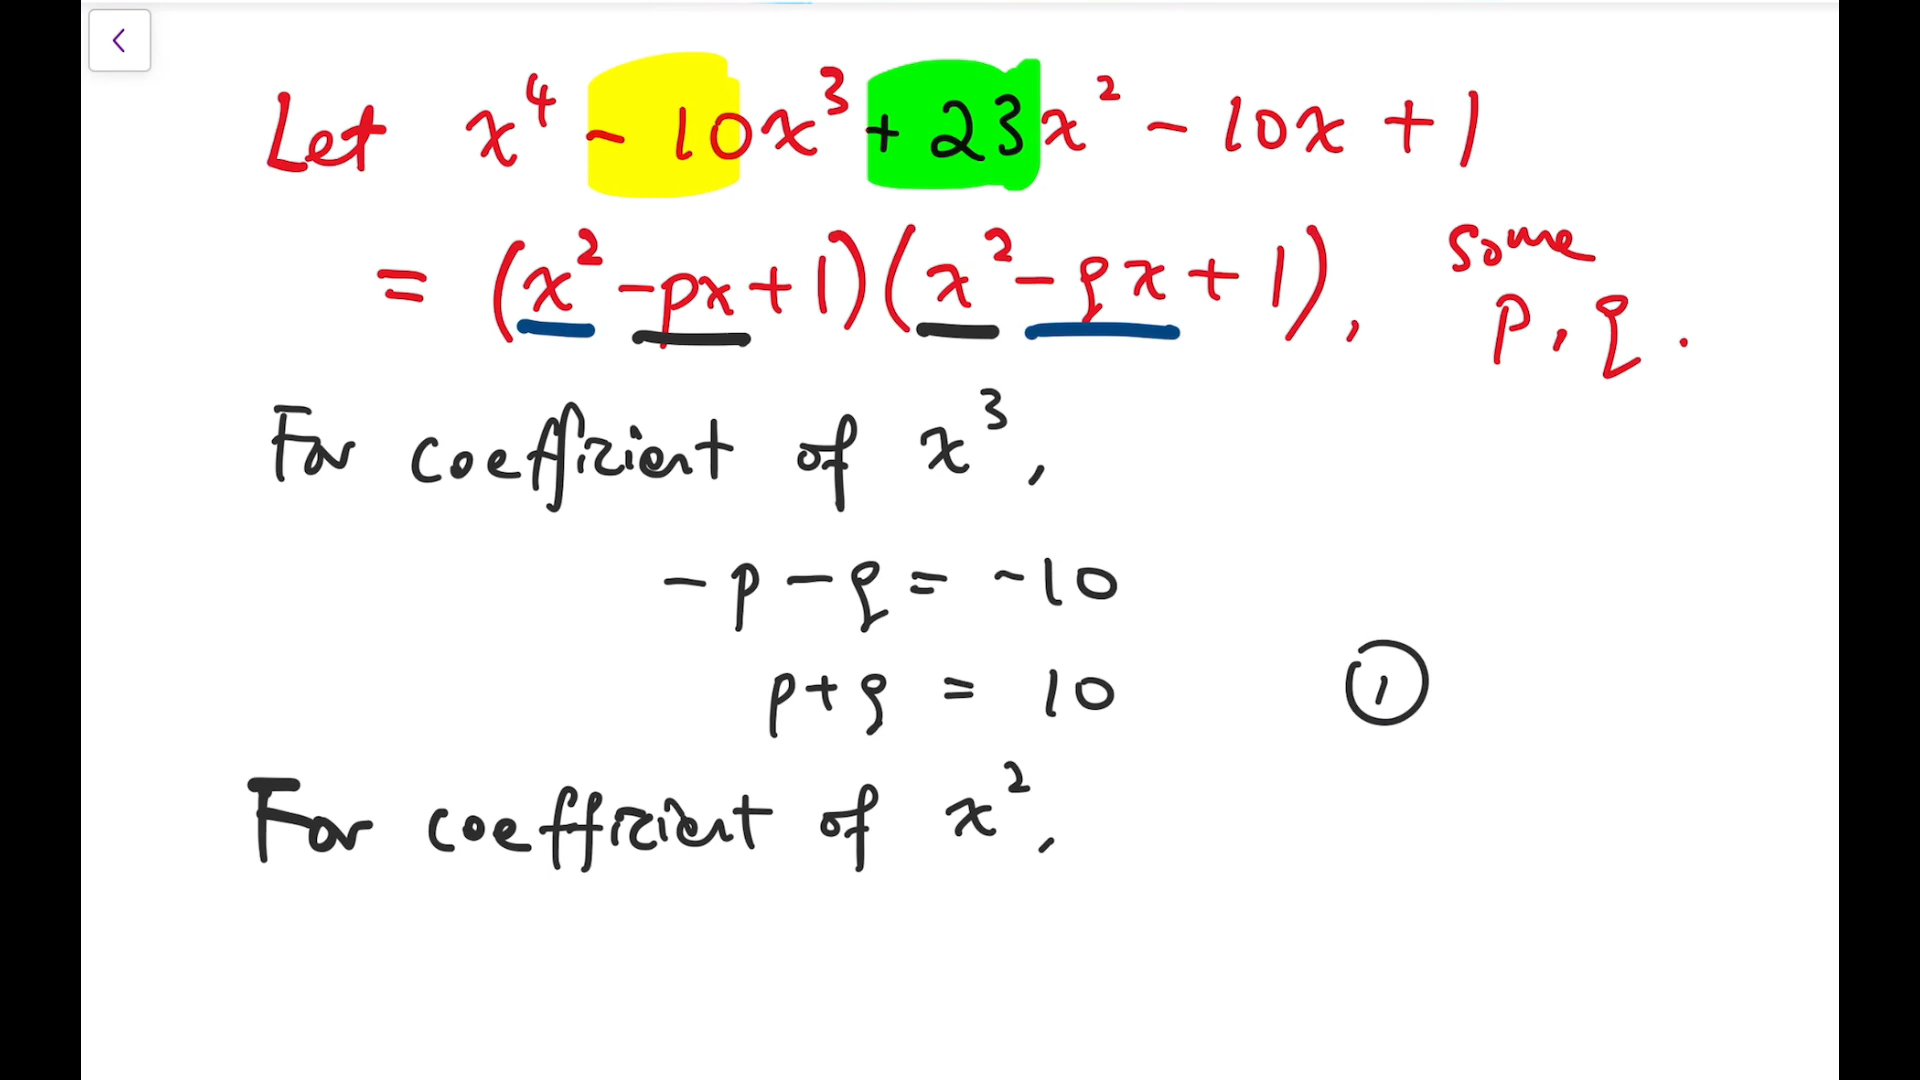 Let x⁴ - 10x³ + 23x² - 10x + 1
= (x² - px + 1)(x² - qx + 1), some p, q.
For coefficient of x³,
-p - q = -10
p + q = 10 ①
For coefficient of x²,